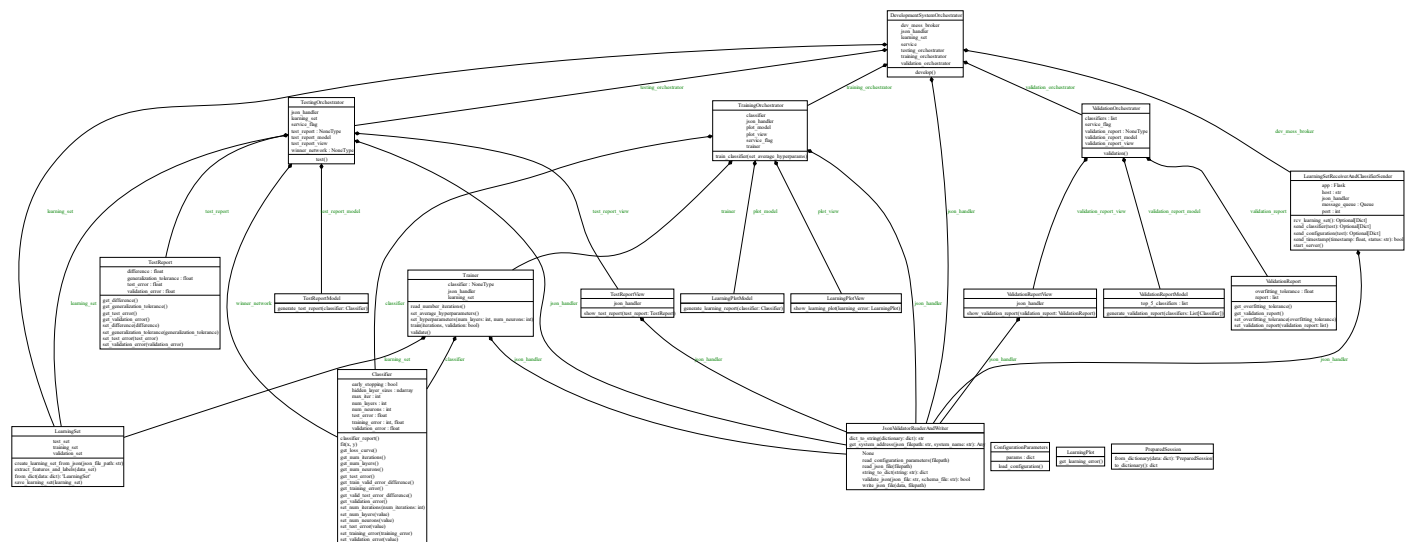 DevelopmentSystemOrchestrator
dev_mess_broker
json_handler
learning_set
service
testing_orchestrator
training_orchestrator
validation_orchestrator
develop()
testing_orchestrator
training_orchestrator
validation_orchestrator
dev_mess_broker
TestingOrchestrator
json_handler
learning_set
service_flag
test_report : NoneType
test_report_model
test_report_view
winner_network : NoneType
test()
TrainingOrchestrator
classifier
json_handler
plot_model
plot_view
service_flag
trainer
train_classifier(set_average_hyperparams)
ValidationOrchestrator
classifiers : list
service_flag
validation_report : NoneType
validation_report_model
validation_report_view
validation()
LearningSetReceiverAndClassifierSender
app : Flask
host : str
json_handler
message_queue : Queue
port : int
rcv_learning_set(): Optional[Dict]
send_classifier(test): Optional[Dict]
send_configuration(test): Optional[Dict]
send_timestamp(timestamp: float, status: str): bool
start_server()
learning_set
test_report
test_report_model
test_report_view
trainer
plot_model
plot_view
json_handler
validation_report_view
validation_report_model
validation_report
TestReport
difference : float
generalization_tolerance : float
test_error : float
validation_error : float
get_difference()
get_generalization_tolerance()
get_test_error()
get_validation_error()
set_difference(difference)
set_generalization_tolerance(generalization_tolerance)
set_test_error(test_error)
set_validation_error(validation_error)
TestReportModel
generate_test_report(classifier: Classifier)
Trainer
classifier : NoneType
json_handler
learning_set
read_number_iterations()
set_average_hyperparameters()
set_hyperparameters(num_layers: int, num_neurons: int)
train(iterations, validation: bool)
validate()
TestReportView
json_handler
show_test_report(test_report: TestReport)
LearningPlotModel
generate_learning_report(classifier: Classifier)
LearningPlotView
show_learning_plot(learning_error: LearningPlot)
ValidationReportView
json_handler
show_validation_report(validation_report: ValidationReport)
ValidationReportModel
top_5_classifiers : list
generate_validation_report(classifiers: List[Classifier])
ValidationReport
overfitting_tolerance : float
report : list
get_overfitting_tolerance()
get_validation_report()
set_overfitting_tolerance(overfitting_tolerance)
set_validation_report(validation_report: list)
learning_set
winner_network
classifier
json_handler
json_handler
learning_set
classifier
json_handler
json_handler
json_handler
json_handler
LearningSet
test_set
training_set
validation_set
create_learning_set_from_json(json_file_path: str)
extract_features_and_labels(data_set)
from_dict(data: dict): 'LearningSet'
save_learning_set(learning_set)
Classifier
early_stopping : bool
hidden_layer_sizes : ndarray
max_iter : int
num_layers : int
num_neurons : int
test_error : float
training_error : int, float
validation_error : float
classifier_report()
fit(x, y)
get_loss_curve()
get_num_iterations()
get_num_layers()
get_num_neurons()
get_test_error()
get_train_valid_error_difference()
get_training_error()
get_valid_test_error_difference()
get_validation_error()
set_num_iterations(num_iterations: int)
set_num_layers(value)
set_num_neurons(value)
set_test_error(value)
set_training_error(training_error)
set_validation_error(value)
JsonValidatorReaderAndWriter
dict_to_string(dictionary: dict): str
get_system_address(json_filepath: str, system_name: str): Any
None
read_configuration_parameters(filepath)
read_json_file(filepath)
string_to_dict(string: str): dict
validate_json(json_file: str, schema_file: str): bool
write_json_file(data, filepath)
ConfigurationParameters
params : dict
load_configuration()
LearningPlot
get_learning_error()
PreparedSession
from_dictionary(data: dict): 'PreparedSession'
to_dictionary(): dict